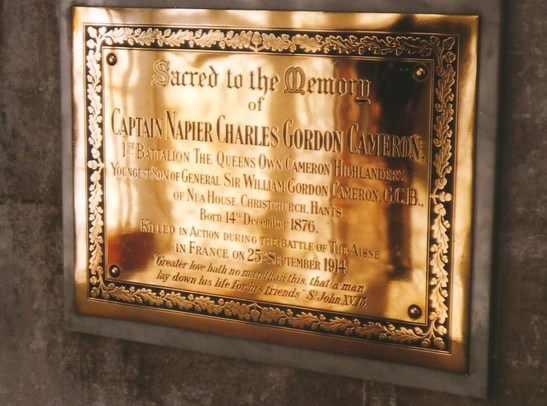 Sacred to the Memory
of
CAPTAIN NAPIER CHARLES GORDON CAMERON.
1ST BATTALION THE QUEENS OWN CAMERON HIGHLANDERS,
YOUNGEST SON OF GENERAL SIR WILLIAM GORDON CAMERON, G.C.B.,
OF NEA HOUSE, CHRISTCHURCH, HANTS
BORN 14TH DECEMBER 1876.
KILLED IN ACTION DURING THE BATTLE OF THE AISNE
IN FRANCE ON 25TH SEPTEMBER 1914.
"Greater love hath no man than this, that a man
lay down his life for his friends." St John XV.13.